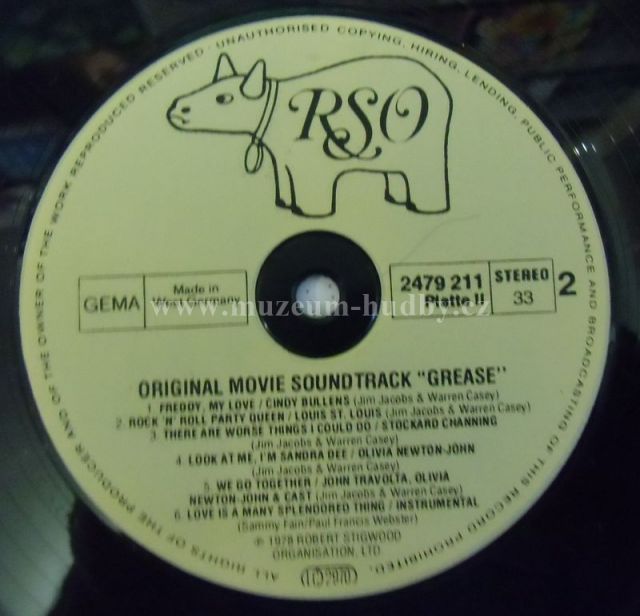 ALL RIGHTS OF THE PRODUCER AND OF THE OWNER OF THE WORK REPRODUCED RESERVED · UNAUTHORISED COPYING, HIRING, LENDING, PUBLIC PERFORMANCE AND BROADCASTING OF THIS RECORD PROHIBITED.
RSO
GEMA
Made in
West Germany
2479 211
Platte II
STEREO
33
2
www.muzeum-hudby.cz
ORIGINAL MOVIE SOUNDTRACK "GREASE"
1. FREDDY, MY LOVE / CINDY BULLENS (Jim Jacobs & Warren Casey)
2. ROCK 'N' ROLL PARTY QUEEN / LOUIS ST. LOUIS (Jim Jacobs & Warren Casey)
3. THERE ARE WORSE THINGS I COULD DO / STOCKARD CHANNING
(Jim Jacobs & Warren Casey)
4. LOOK AT ME, I'M SANDRA DEE / OLIVIA NEWTON-JOHN
(Jim Jacobs & Warren Casey)
5. WE GO TOGETHER / JOHN TRAVOLTA, OLIVIA
NEWTON-JOHN & CAST (Jim Jacobs & Warren Casey)
6. LOVE IS A MANY SPLENDORED THING / INSTRUMENTAL
(Sammy Fain/Paul Francis Webster)
℗ 1978 ROBERT STIGWOOD
ORGANISATION, LTD